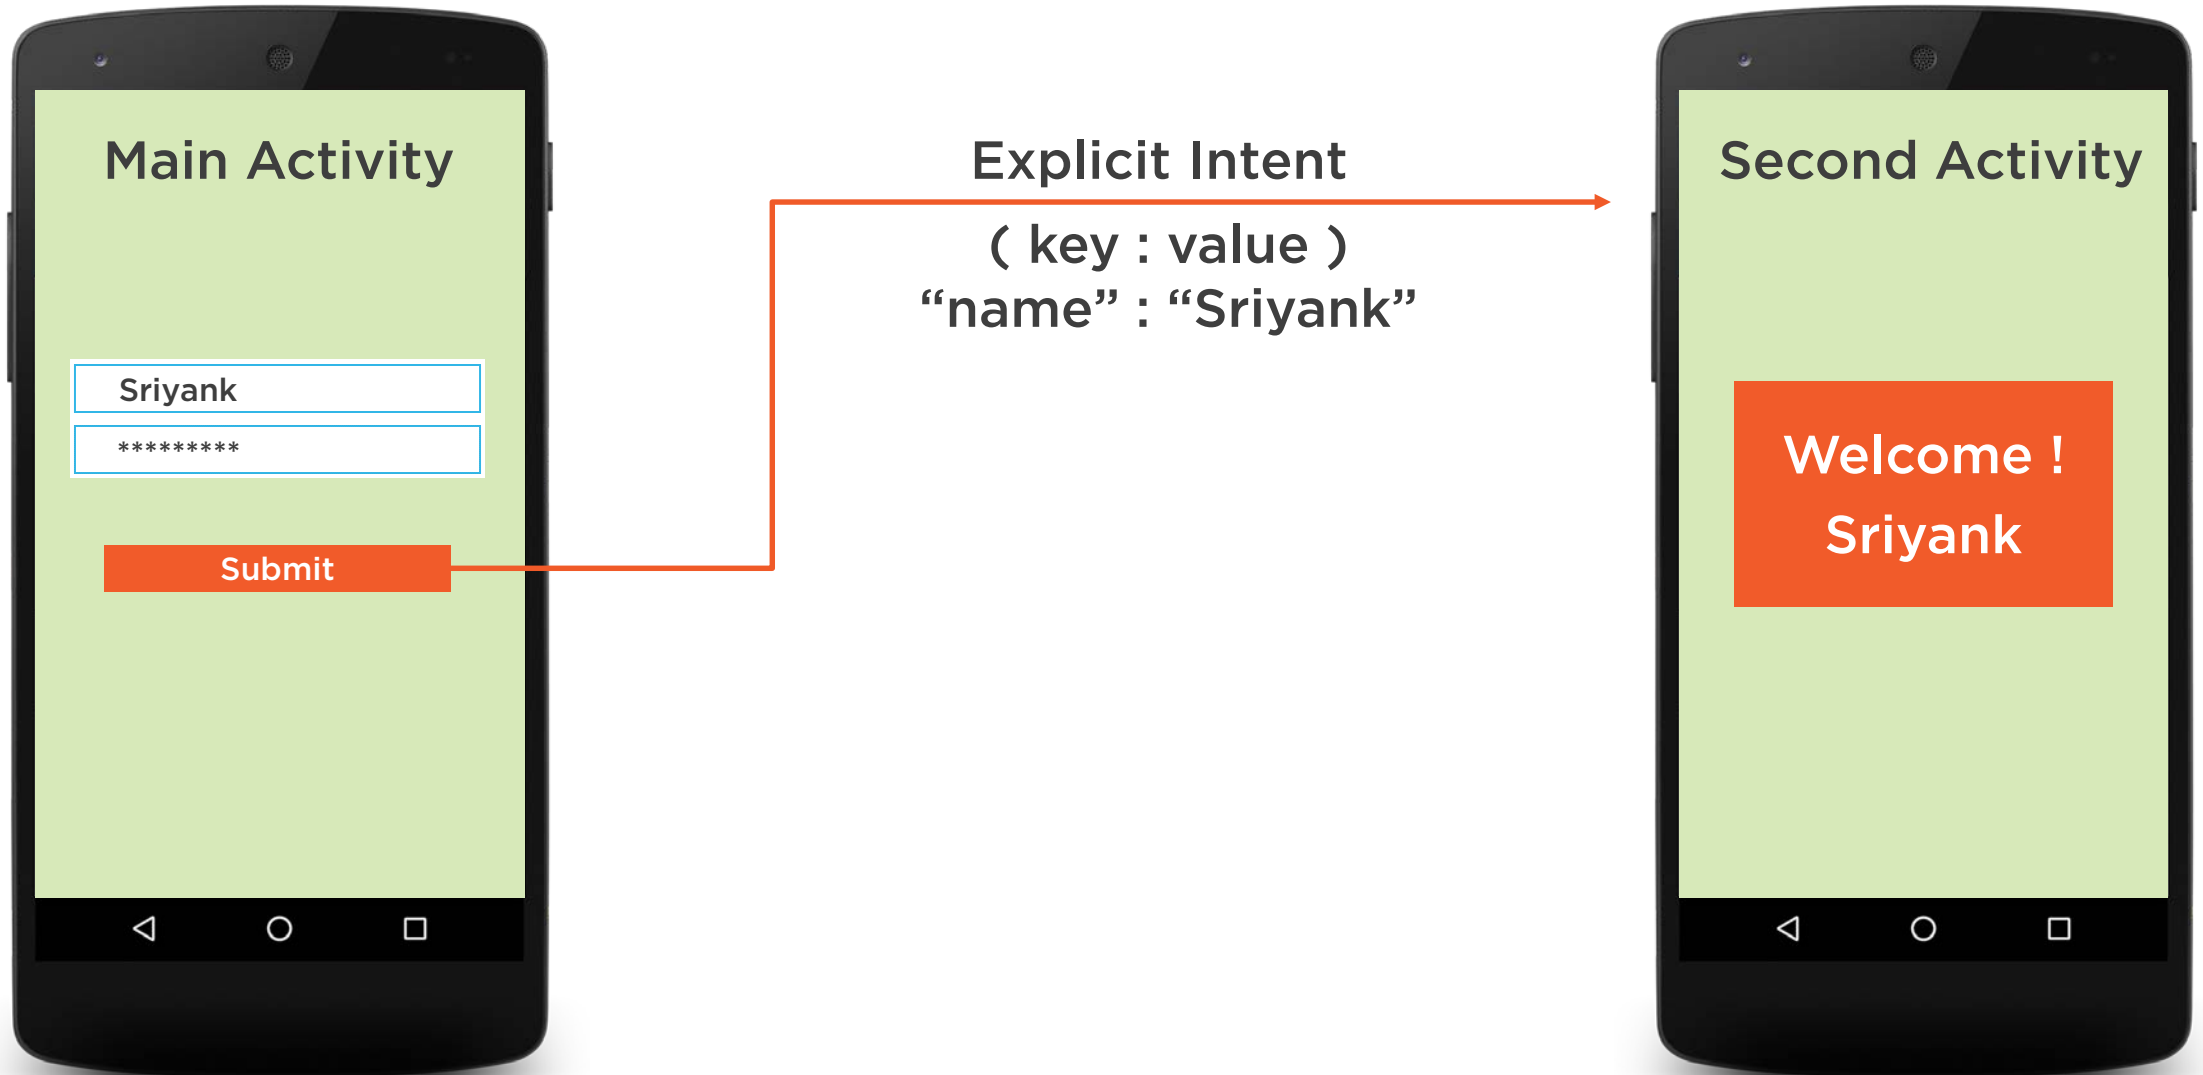 Main Activity
Sriyank
*********
Submit
Explicit Intent
( key : value )
“name” : “Sriyank”
Second Activity
Welcome !
Sriyank